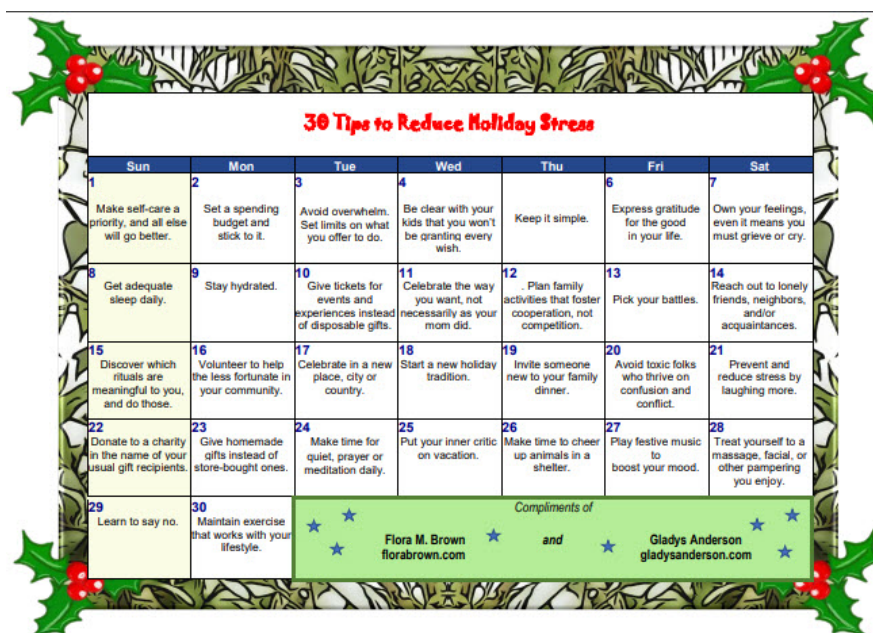 30 Tips to Reduce Holiday Stress
Sun Mon Tue Wed Thu Fri Sat
1
Make self-care a
priority, and all else
will go better.
2
Set a spending
budget and
stick to it.
3
Avoid overwhelm.
Set limits on what
you offer to do.
4
Be clear with your
kids that you won't
be granting every
wish.
Keep it simple.
6
Express gratitude
for the good
in your life.
7
Own your feelings,
even it means you
must grieve or cry.
8
Get adequate
sleep daily.
9
Stay hydrated.
10
Give tickets for
events and
experiences instead
of disposable gifts.
11
Celebrate the way
you want, not
necessarily as your
mom did.
12
. Plan family
activities that foster
cooperation, not
competition.
13
Pick your battles.
14
Reach out to lonely
friends, neighbors,
and/or
acquaintances.
15
Discover which
rituals are
meaningful to you,
and do those.
16
Volunteer to help
the less fortunate in
your community.
17
Celebrate in a new
place, city or
country.
18
Start a new holiday
tradition.
19
Invite someone
new to your family
dinner.
20
Avoid toxic folks
who thrive on
confusion and
conflict.
21
Prevent and
reduce stress by
laughing more.
22
Donate to a charity
in the name of your
usual gift recipients.
23
Give homemade
gifts instead of
store-bought ones.
24
Make time for
quiet, prayer or
meditation daily.
25
Put your inner critic
on vacation.
26
Make time to cheer
up animals in a
shelter.
27
Play festive music
to
boost your mood.
28
Treat yourself to a
massage, facial, or
other pampering
you enjoy.
29
Learn to say no.
30
Maintain exercise
that works with your
lifestyle.
Compliments of
Flora M. Brown and Gladys Anderson
florabrown.com gladysanderson.com